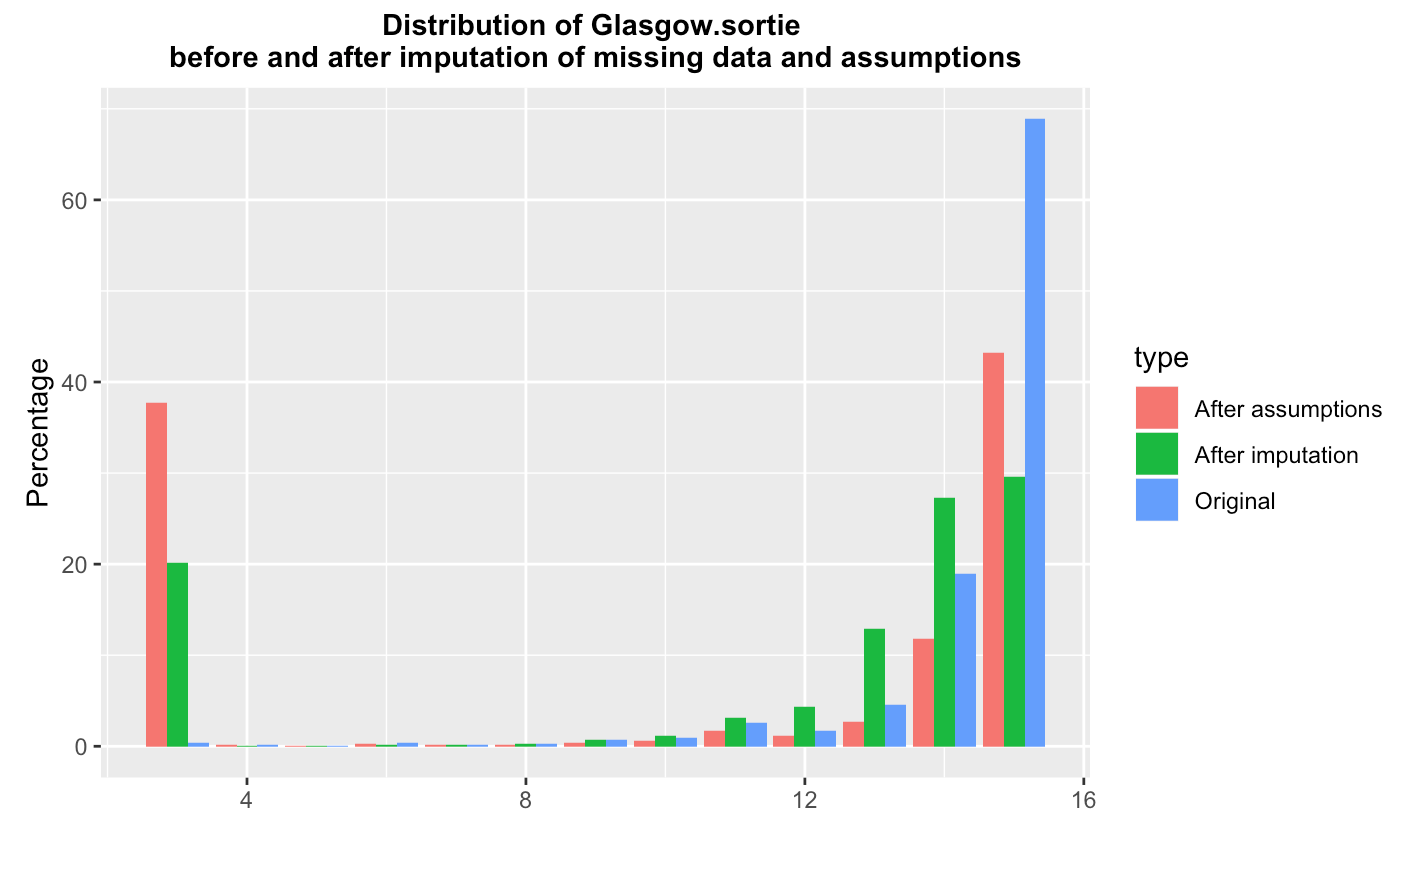 Distribution of Glasgow.sortie
before and after imputation of missing data and assumptions
Percentage
60
40
20
0
4
8
12
16
type
After assumptions
After imputation
Original